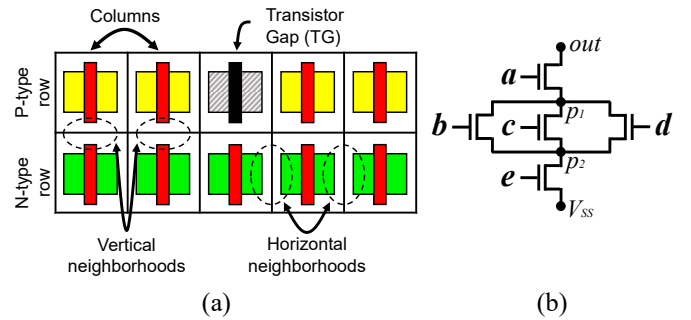 Columns
Transistor
Gap (TG)
P-type
row
N-type
row
Vertical
neighborhoods
Horizontal
neighborhoods
(a)
out
a
b
c
p1
d
p2
e
VSS
(b)